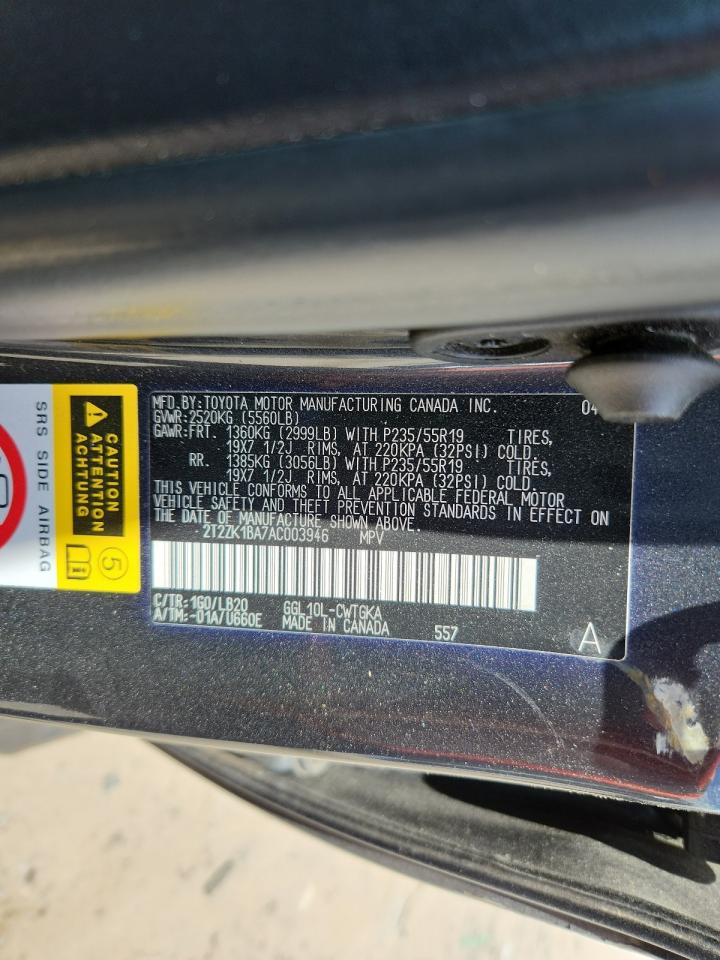 MFD.BY:TOYOTA MOTOR MANUFACTURING CANADA INC. 04
GVWR:2520KG (5560LB)
GAWR:FRT. 1360KG (2999LB) WITH P235/55R19 TIRES,
19X7 1/2J RIMS, AT 220KPA (32PSI) COLD.
RR. 1385KG (3056LB) WITH P235/55R19 TIRES,
19X7 1/2J RIMS, AT 220KPA (32PSI) COLD.
THIS VEHICLE CONFORMS TO ALL APPLICABLE FEDERAL MOTOR
VEHICLE SAFETY AND THEFT PREVENTION STANDARDS IN EFFECT ON
THE DATE OF MANUFACTURE SHOWN ABOVE.
2T2ZK1BA7AC003946 MPV
C/TR:1G0/LB20 GGL10L-CWTGKA
A/TM:-01A/U660E MADE IN CANADA 557
A
CAUTION
ATTENTION
ACHTUNG
5
SRS SIDE AIRBAG